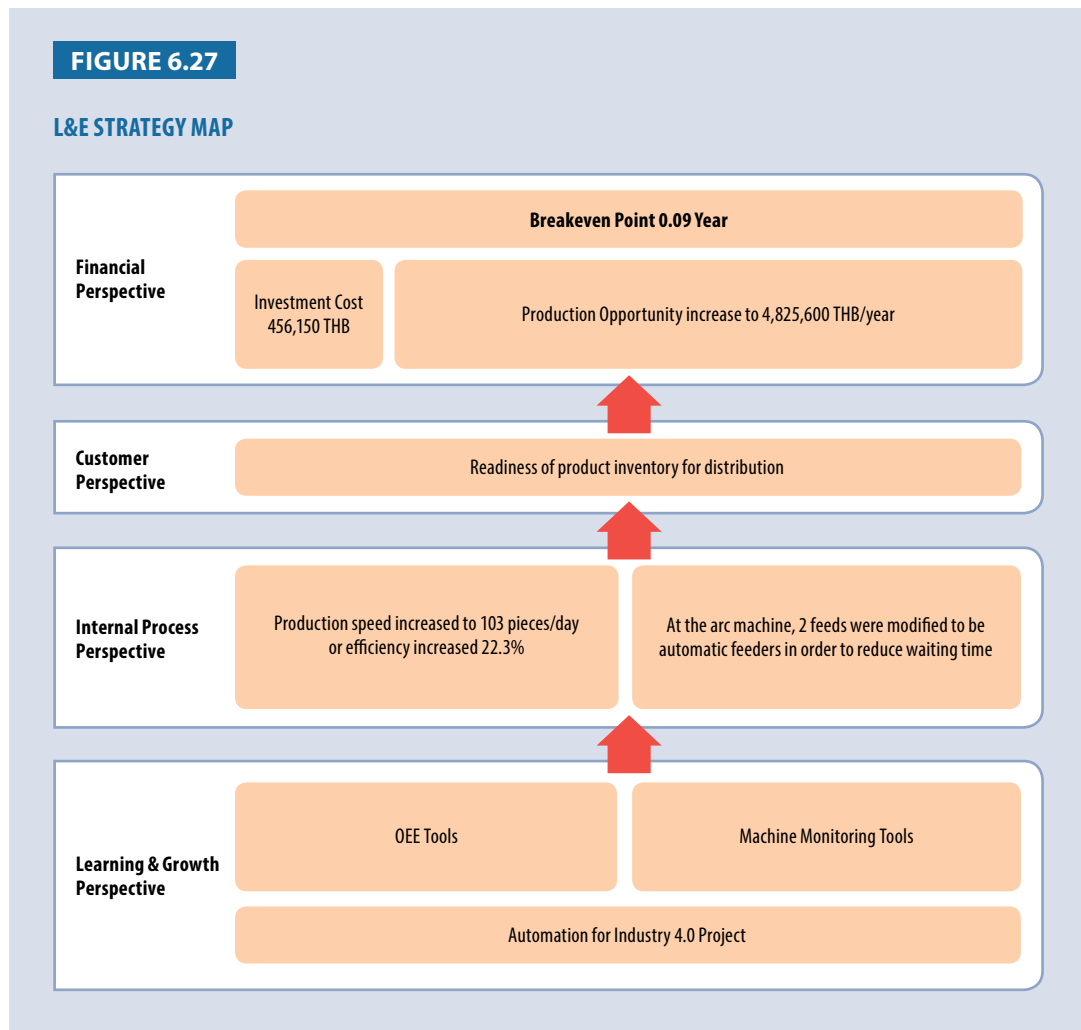 FIGURE 6.27
L&E STRATEGY MAP
Financial
Perspective
Breakeven Point 0.09 Year
Investment Cost
456,150 THB
Production Opportunity increase to 4,825,600 THB/year
Customer
Perspective
Readiness of product inventory for distribution
Internal Process
Perspective
Production speed increased to 103 pieces/day
or efficiency increased 22.3%
At the arc machine, 2 feeds were modified to be
automatic feeders in order to reduce waiting time
Learning & Growth
Perspective
OEE Tools
Machine Monitoring Tools
Automation for Industry 4.0 Project